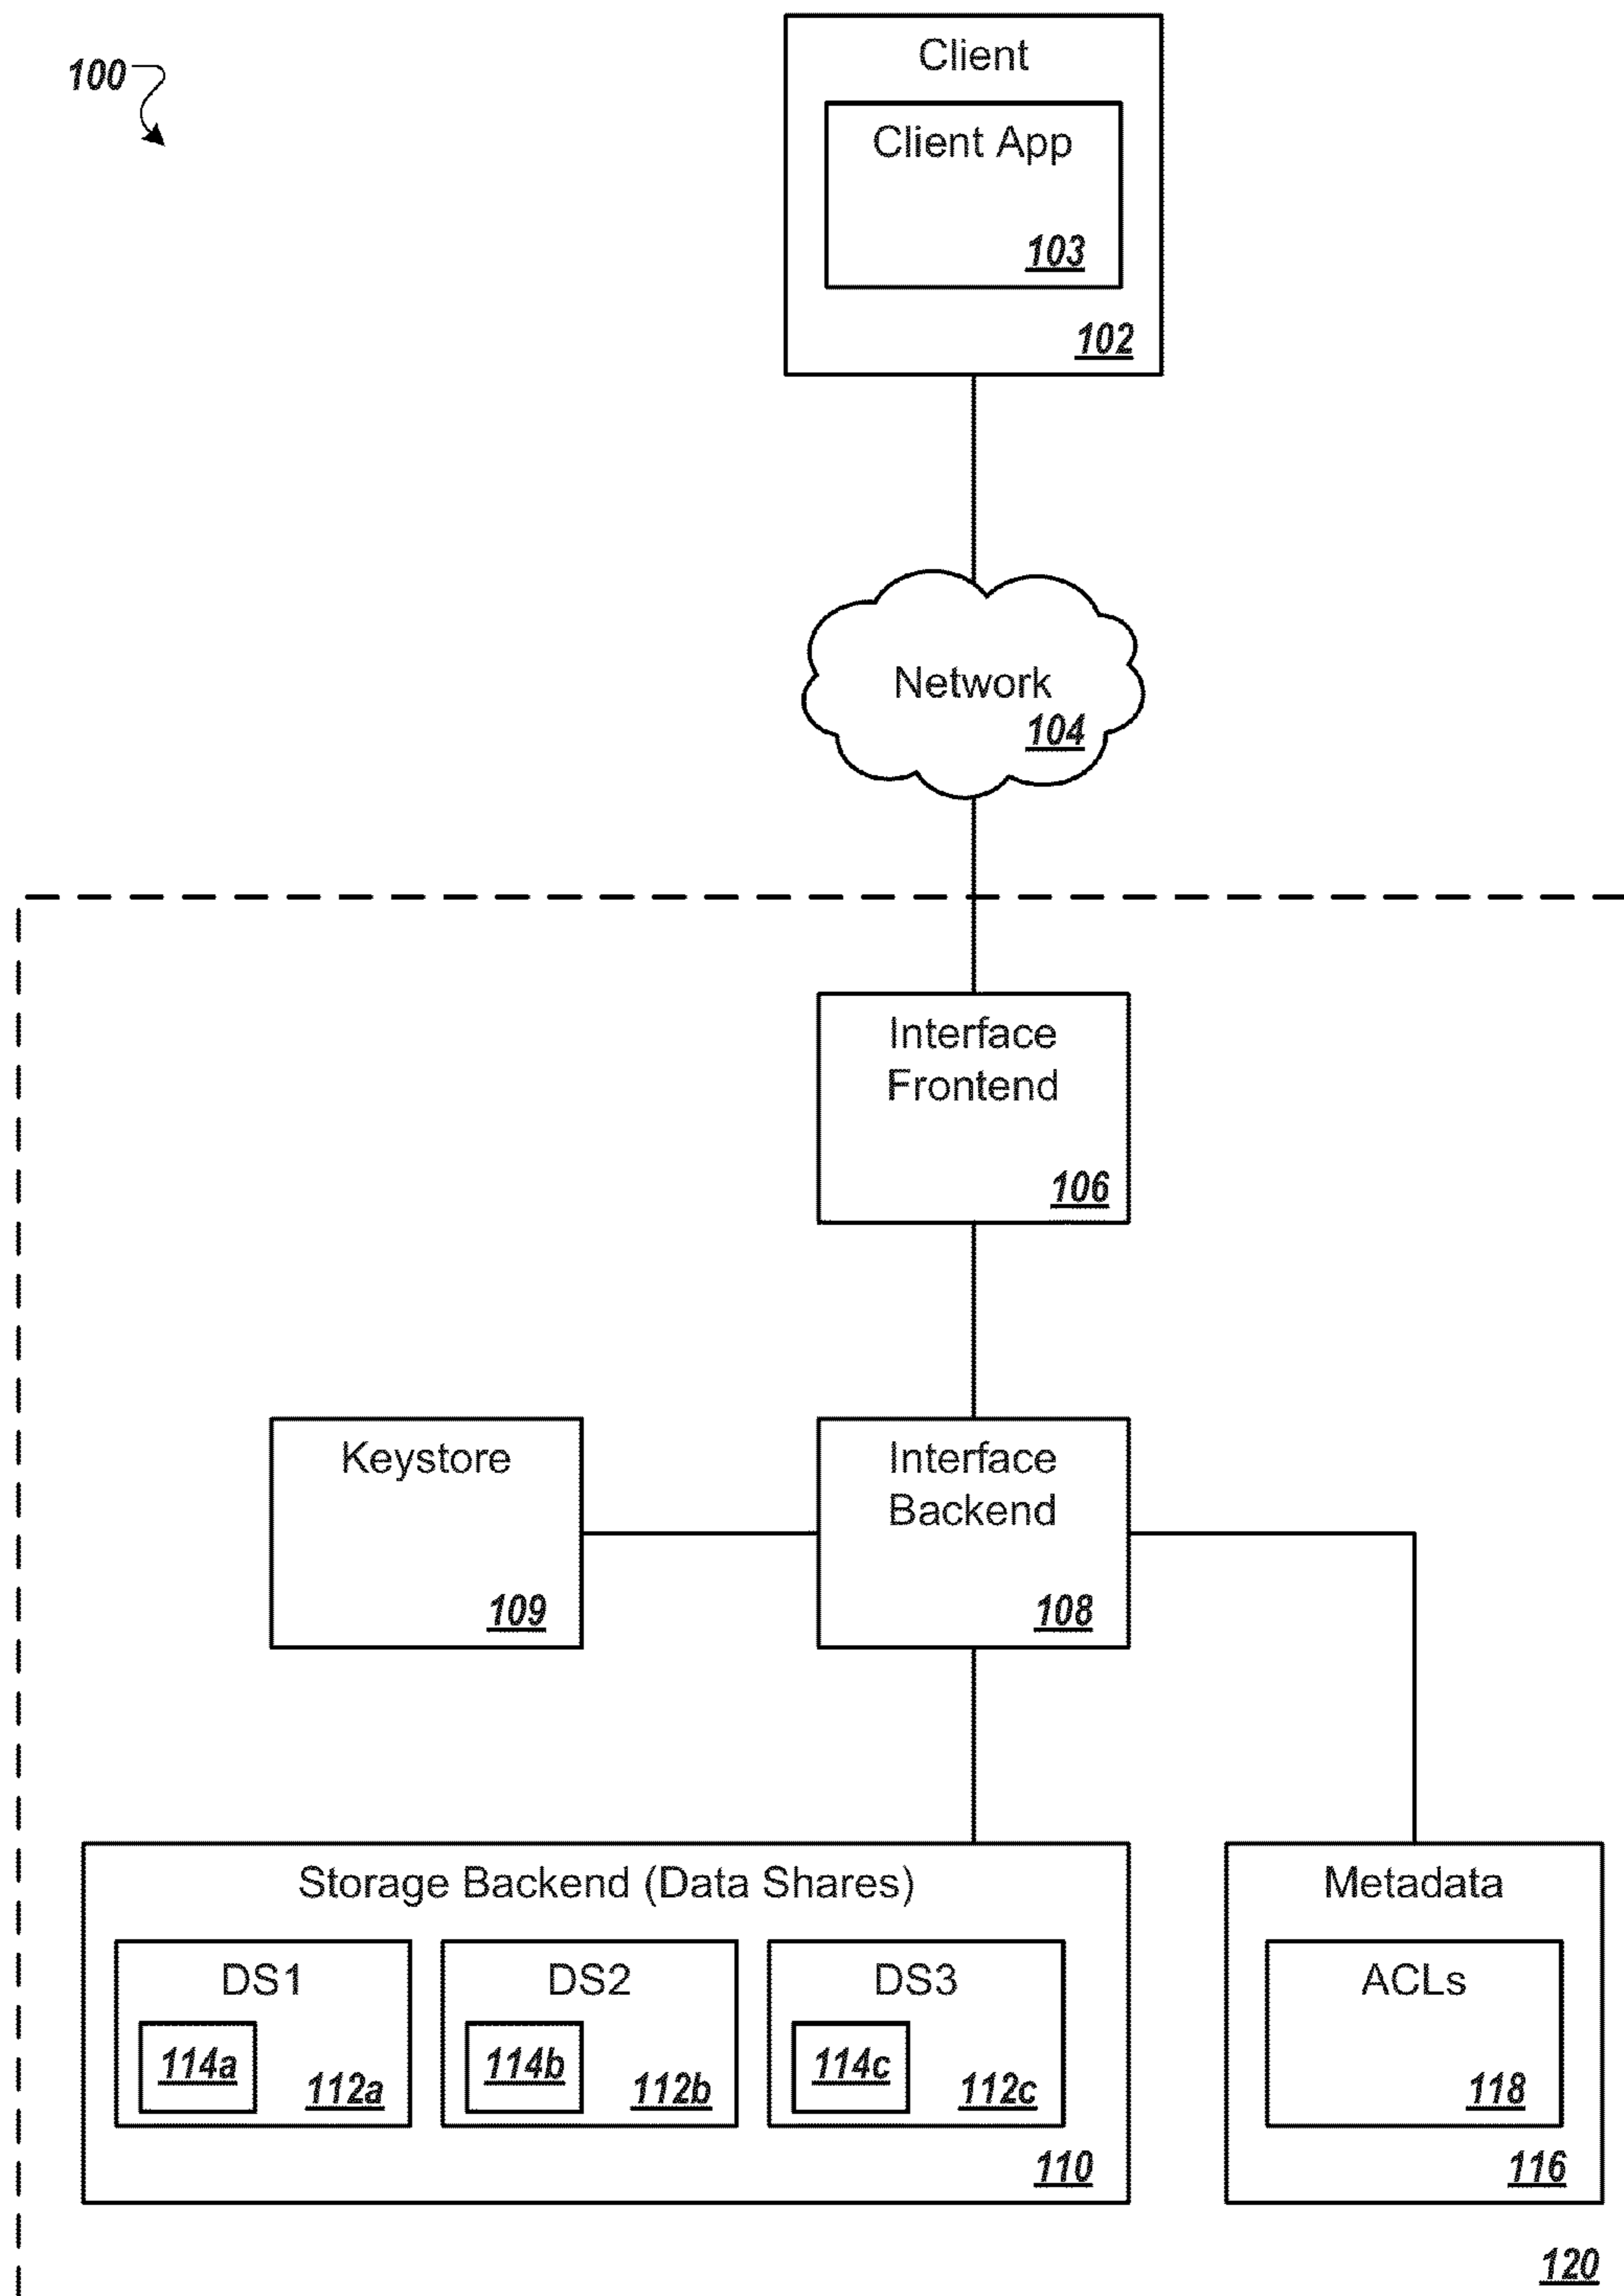 100
Client
Client App
103
102
Network
104
Interface
Frontend
106
Keystore
109
Interface
Backend
108
Storage Backend (Data Shares)
DS1
114a
112a
DS2
114b
112b
DS3
114c
112c
110
Metadata
ACLs
118
116
120